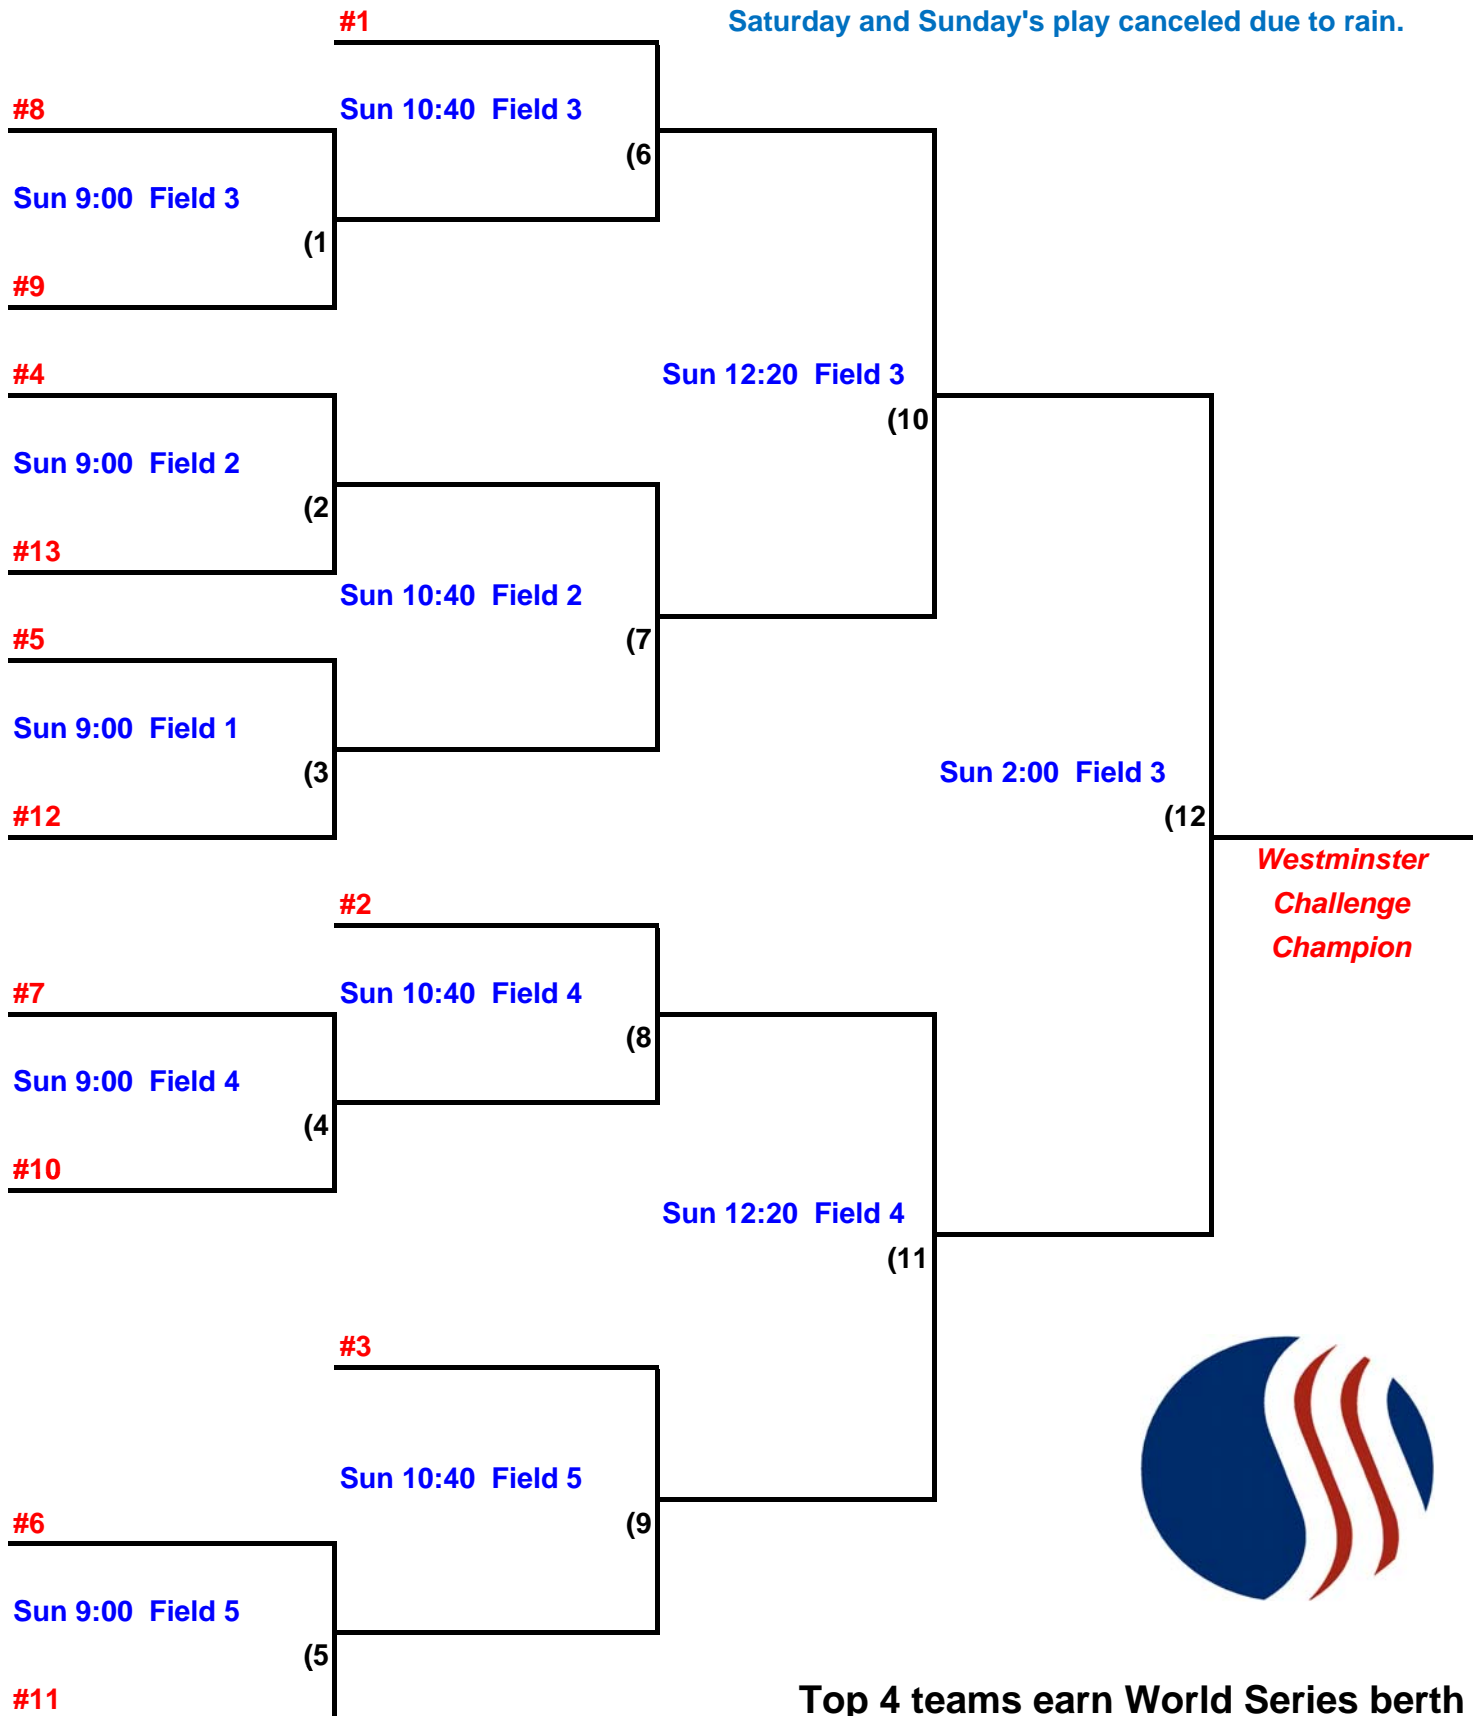 #1
Saturday and Sunday's play canceled due to rain.
#8
Sun 10:40  Field 3
(6
Sun 9:00  Field 3
(1
#9
#4
Sun 12:20  Field 3
(10
Sun 9:00  Field 2
(2
#13
Sun 10:40  Field 2
#5
(7
Sun 9:00  Field 1
(3
Sun 2:00  Field 3
#12
(12
Westminster
Challenge
Champion
#2
#7
Sun 10:40  Field 4
(8
Sun 9:00  Field 4
(4
#10
Sun 12:20  Field 4
(11
#3
Sun 10:40  Field 5
#6
(9
Sun 9:00  Field 5
(5
#11
Top 4 teams earn World Series berth